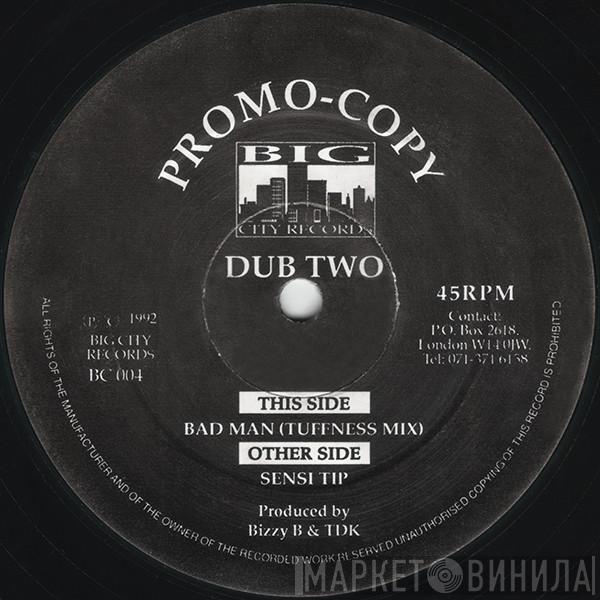 PROMO-COPY
BIG
CITY RECORDS
DUB TWO
(P) (C) 1992
BIG CITY
RECORDS
BC 004
45RPM
Contact:
P.O. Box 2618,
London W14 0JW.
Tel: 071-371 6138
THIS SIDE
BAD MAN (TUFFNESS MIX)
OTHER SIDE
SENSI TIP
Produced by
Bizzy B & TDK
ALL RIGHTS OF THE MANUFACTURER AND OF THE OWNER OF THE RECORDED WORK RESERVED UNAUTHORISED COPYING OF THIS RECORD IS PROHIBITED
МАРКЕТ ВИНИЛА